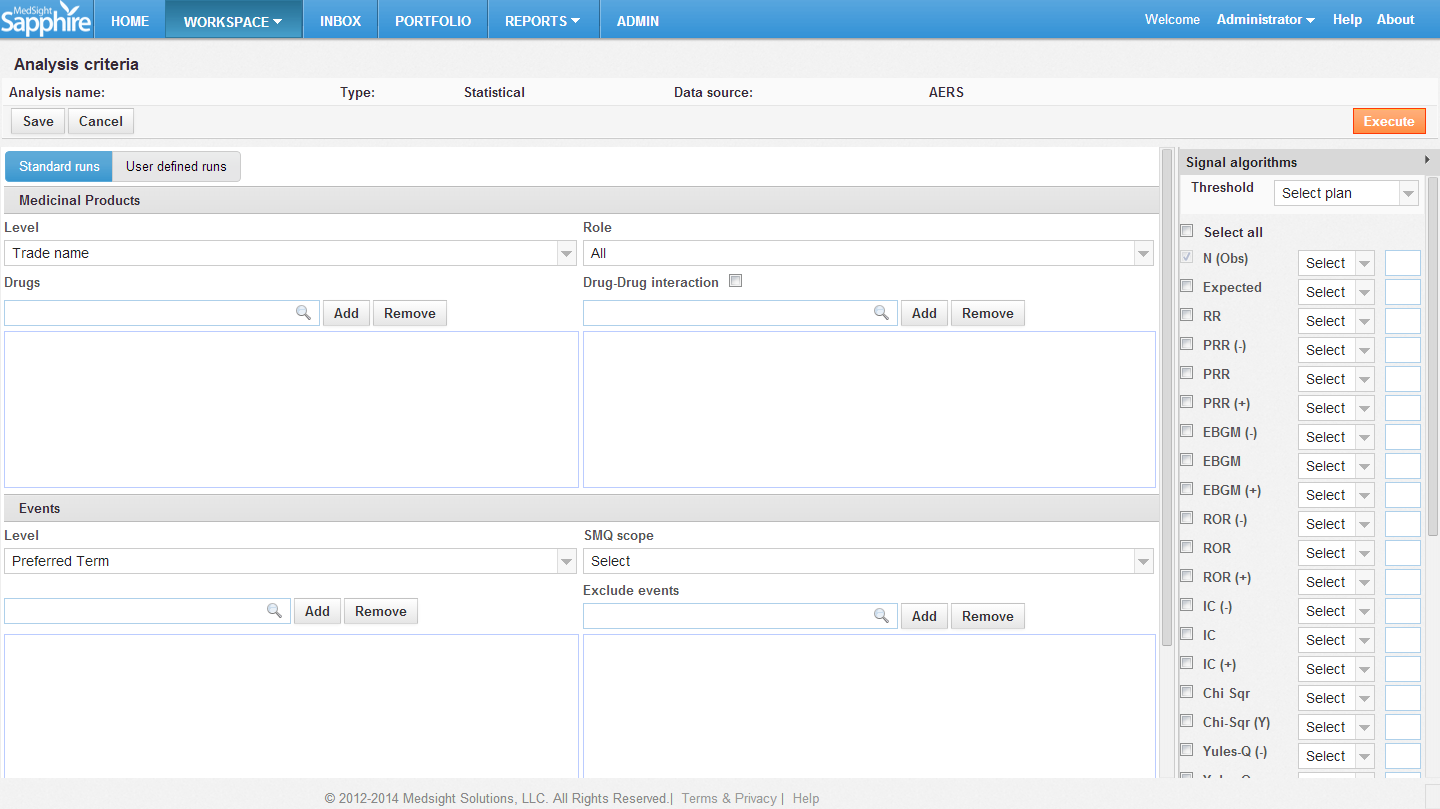 MedSight
Sapphire
HOME WORKSPACE INBOX PORTFOLIO REPORTS ADMIN Welcome Administrator Help About
Analysis criteria
Analysis name: Type: Statistical Data source: AERS
Save Cancel Execute
Standard runs User defined runs
Medicinal Products
Level Role
Trade name All
Drugs Drug-Drug interaction
Add Remove Add Remove
Events
Level SMQ scope
Preferred Term Select
Exclude events
Add Remove Add Remove
Signal algorithms
Threshold Select plan
Select all
N (Obs) Select
Expected Select
RR Select
PRR (-) Select
PRR Select
PRR (+) Select
EBGM (-) Select
EBGM Select
EBGM (+) Select
ROR (-) Select
ROR Select
ROR (+) Select
IC (-) Select
IC Select
IC (+) Select
Chi Sqr Select
Chi-Sqr (Y) Select
Yules-Q (-) Select
© 2012-2014 Medsight Solutions, LLC. All Rights Reserved.| Terms & Privacy | Help